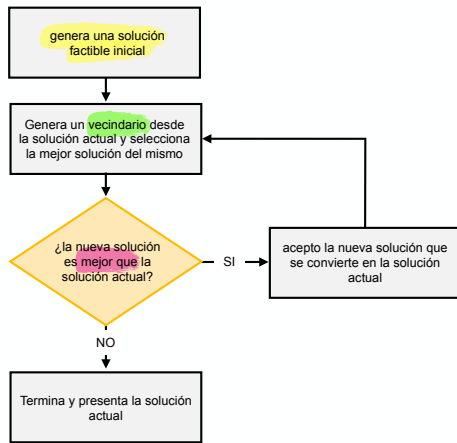 genera una solución
factible inicial
Genera un vecindario desde
la solución actual y selecciona
la mejor solución del mismo
¿la nueva solución
es mejor que la
solución actual?
SI
acepto la nueva solución que
se convierte en la solución
actual
NO
Termina y presenta la solución
actual